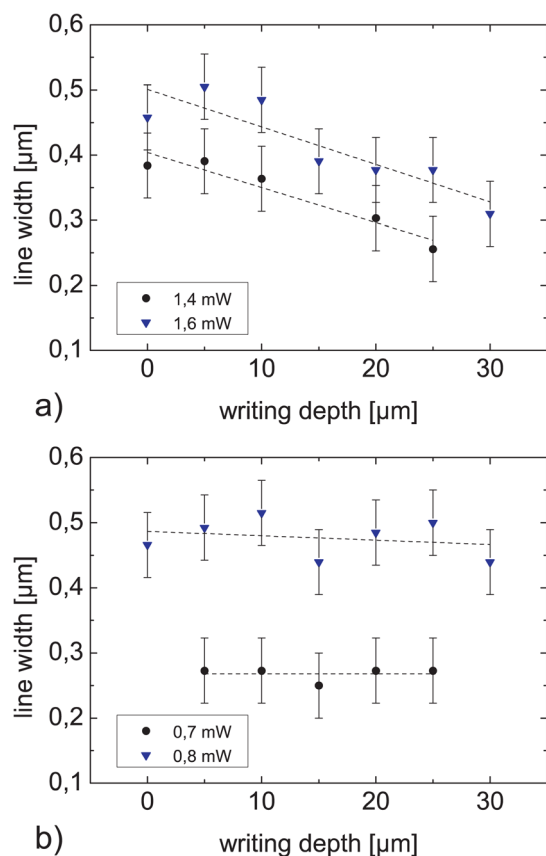 0,6
0,5
0,4
0,3
0,2
0,1
line width [µm]
1,4 mW
1,6 mW
0 10 20 30
writing depth [µm]
a)
0,6
0,5
0,4
0,3
0,2
0,1
line width [µm]
0,7 mW
0,8 mW
0 10 20 30
writing depth [µm]
b)